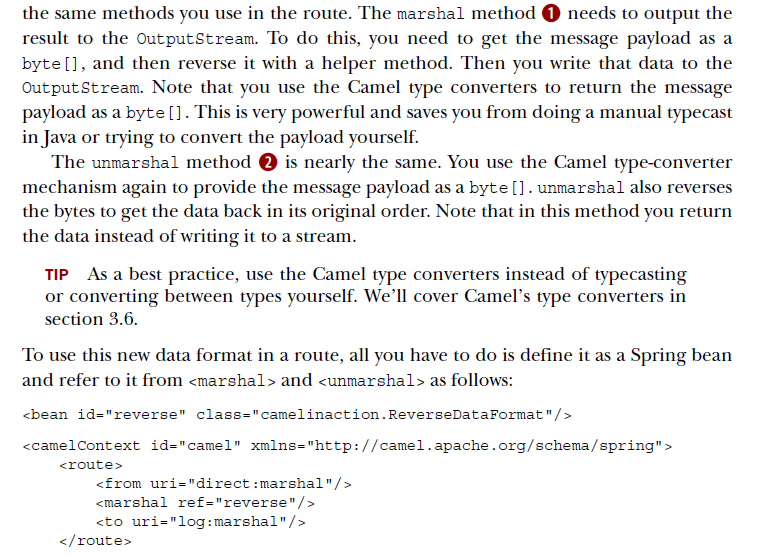 the same methods you use in the route. The marshal method 1 needs to output the
result to the OutputStream. To do this, you need to get the message payload as a
byte[], and then reverse it with a helper method. Then you write that data to the
OutputStream. Note that you use the Camel type converters to return the message
payload as a byte[]. This is very powerful and saves you from doing a manual typecast
in Java or trying to convert the payload yourself.
The unmarshal method 2 is nearly the same. You use the Camel type-converter
mechanism again to provide the message payload as a byte[]. unmarshal also reverses
the bytes to get the data back in its original order. Note that in this method you return
the data instead of writing it to a stream.
TIP As a best practice, use the Camel type converters instead of typecasting
or converting between types yourself. We'll cover Camel's type converters in
section 3.6.
To use this new data format in a route, all you have to do is define it as a Spring bean
and refer to it from <marshal> and <unmarshal> as follows:
<bean id="reverse" class="camelinaction.ReverseDataFormat"/>
<camelContext id="camel" xmlns="http://camel.apache.org/schema/spring">
<route>
<from uri="direct:marshal"/>
<marshal ref="reverse"/>
<to uri="log:marshal"/>
</route>